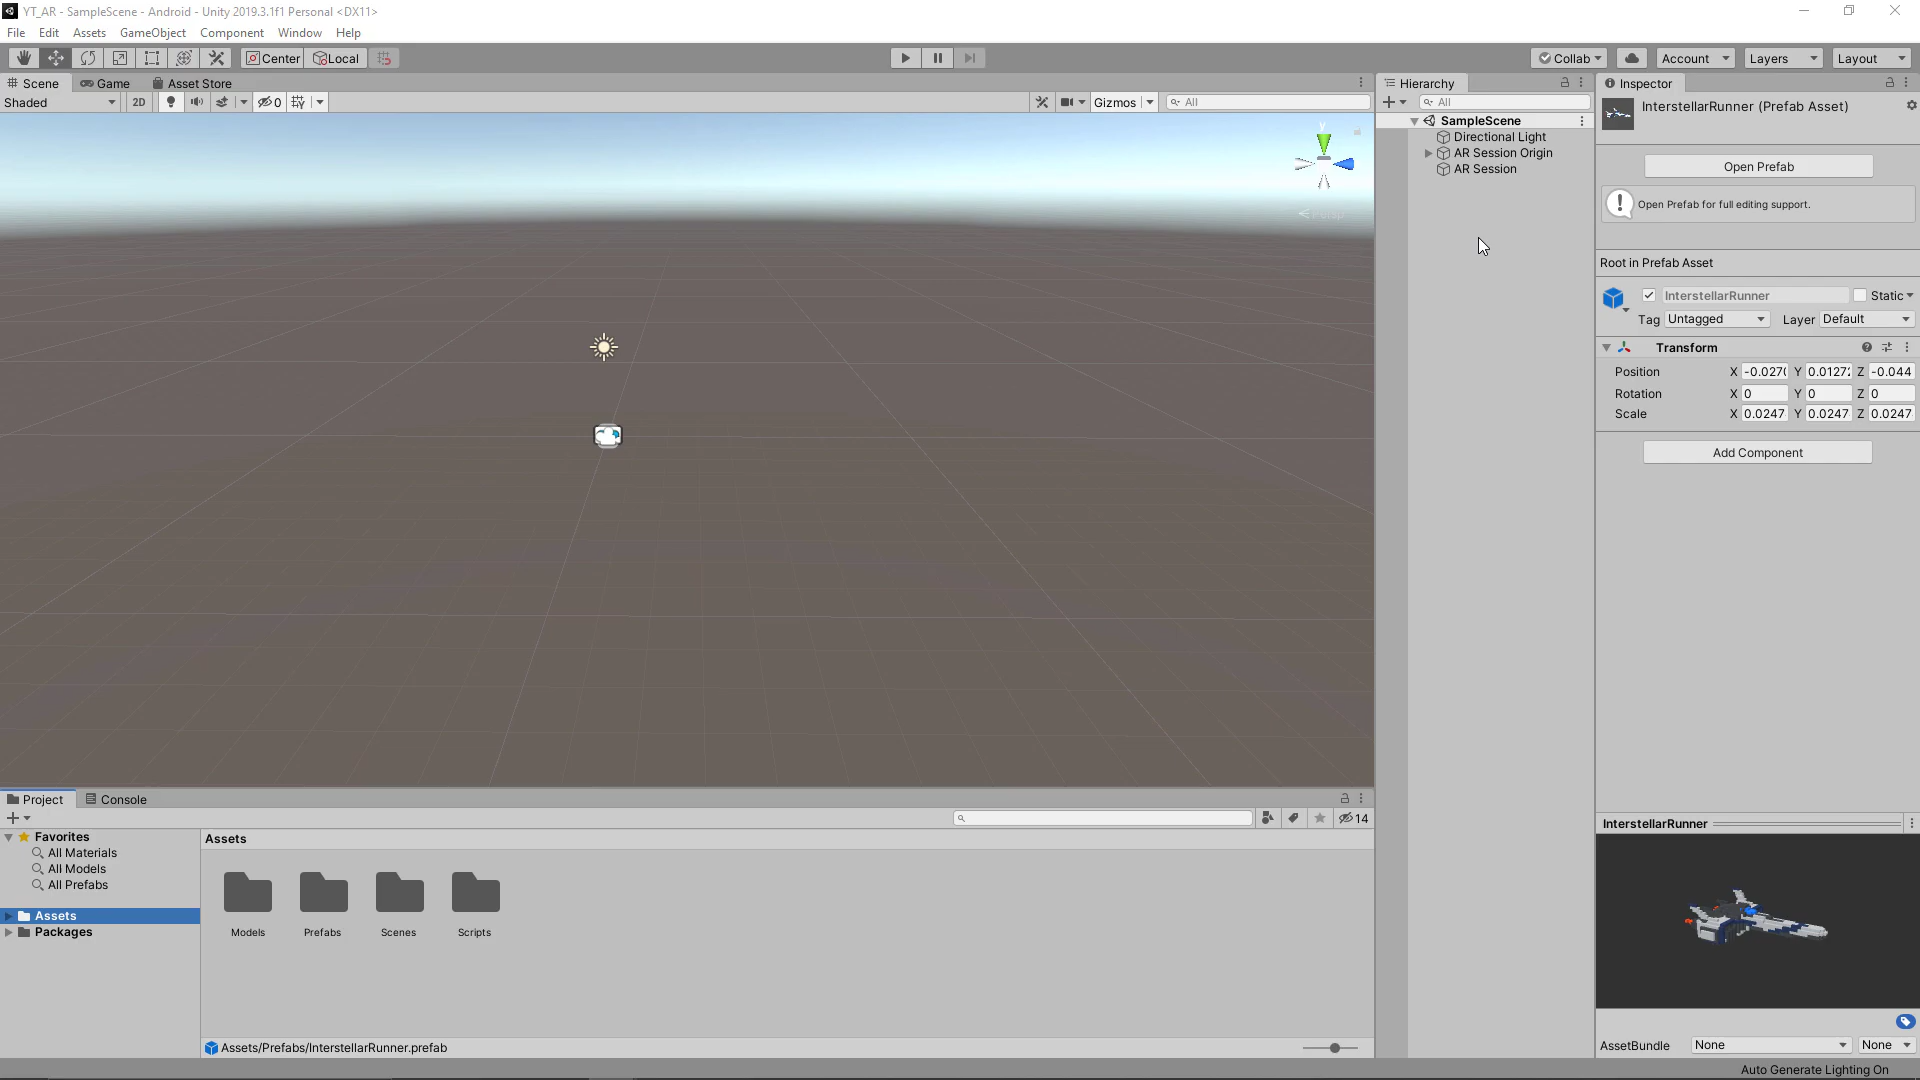 YT_AR - SampleScene - Android - Unity 2019.3.1f1 Personal <DX11>
File Edit Assets GameObject Component Window Help
Center Local Collab Account Layers Layout
Scene Game Asset Store
Shaded 2D 0 Gizmos All
y
Persp
Hierarchy
All
SampleScene
Directional Light
AR Session Origin
AR Session
Inspector
InterstellarRunner (Prefab Asset)
Open Prefab
Open Prefab for full editing support.
Root in Prefab Asset
InterstellarRunner Static
Tag Untagged Layer Default
Transform
Position X -0.027( Y 0.0127: Z -0.044
Rotation X 0 Y 0 Z 0
Scale X 0.0247 Y 0.0247 Z 0.0247
Add Component
Project Console
14
Favorites
All Materials
All Models
All Prefabs
Assets
Packages
Assets
Models Prefabs Scenes Scripts
Assets/Prefabs/InterstellarRunner.prefab
InterstellarRunner
AssetBundle None None
Auto Generate Lighting On